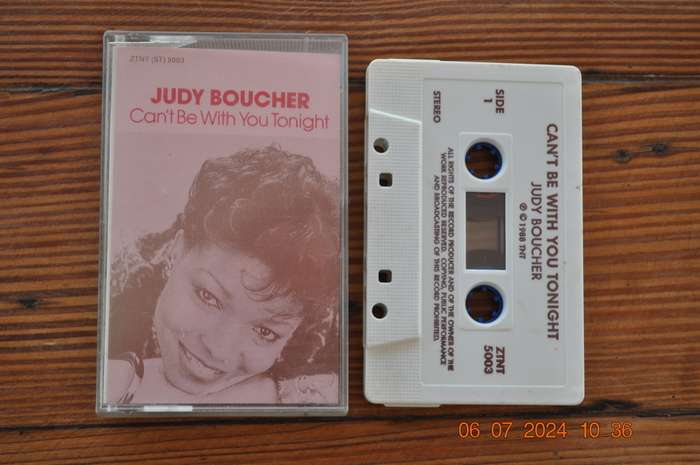 ZTNT (ST) 5003
JUDY BOUCHER
Can't Be With You Tonight
CAN'T BE WITH YOU TONIGHT
JUDY BOUCHER
℗ © 1988 TNT
SIDE
1
STEREO
ZTNT
5003
ALL RIGHTS OF THE RECORD PRODUCER AND OF THE OWNER OF THE
WORK REPRODUCED RESERVED. COPYING, PUBLIC PERFORMANCE
AND BROADCASTING OF THIS RECORD PROHIBITED.
06 07 2024 10 36